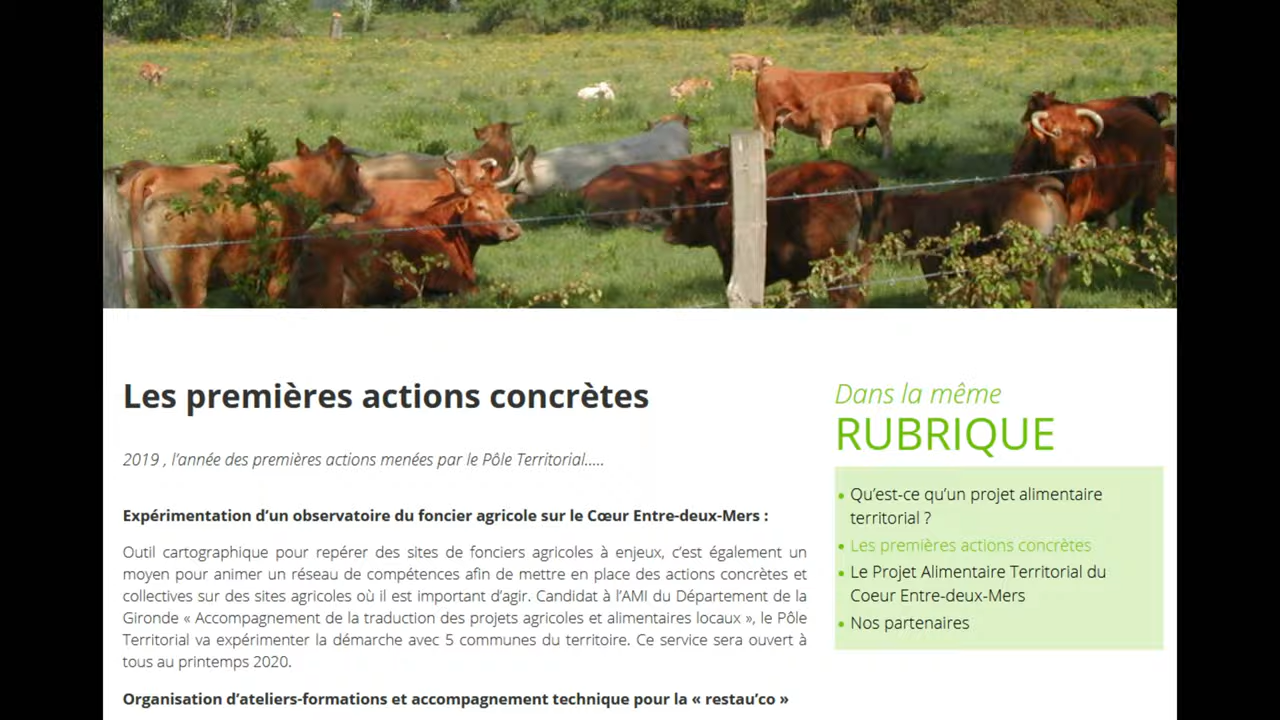 Les premières actions concrètes
2019 , l’année des premières actions menées par le Pôle Territorial.....
Expérimentation d’un observatoire du foncier agricole sur le Cœur Entre-deux-Mers :
Outil cartographique pour repérer des sites de fonciers agricoles à enjeux, c’est également un
moyen pour animer un réseau de compétences afin de mettre en place des actions concrètes et
collectives sur des sites agricoles où il est important d’agir. Candidat à l’AMI du Département de la
Gironde « Accompagnement de la traduction des projets agricoles et alimentaires locaux », le Pôle
Territorial va expérimenter la démarche avec 5 communes du territoire. Ce service sera ouvert à
tous au printemps 2020.
Organisation d’ateliers-formations et accompagnement technique pour la « restau’co »
Dans la même
RUBRIQUE
• Qu’est-ce qu’un projet alimentaire
territorial ?
• Les premières actions concrètes
• Le Projet Alimentaire Territorial du
Coeur Entre-deux-Mers
• Nos partenaires